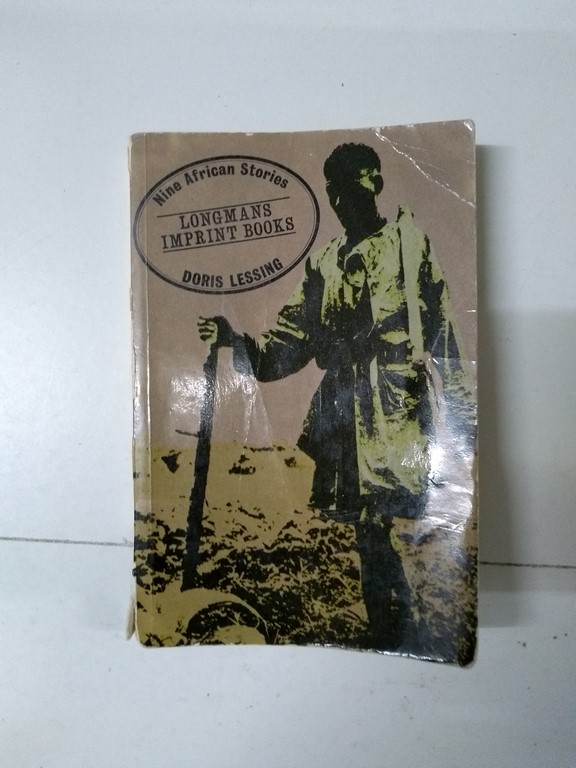 Nine African Stories
LONGMANS
IMPRINT BOOKS
DORIS LESSING